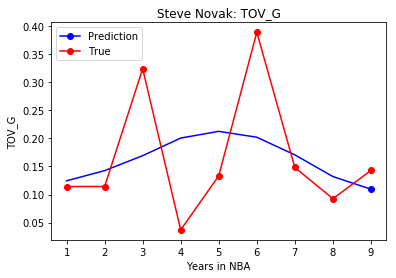 Steve Novak: TOV_G
Prediction
True
TOV_G
0.40
0.35
0.30
0.25
0.20
0.15
0.10
0.05
1 2 3 4 5 6 7 8 9
Years in NBA